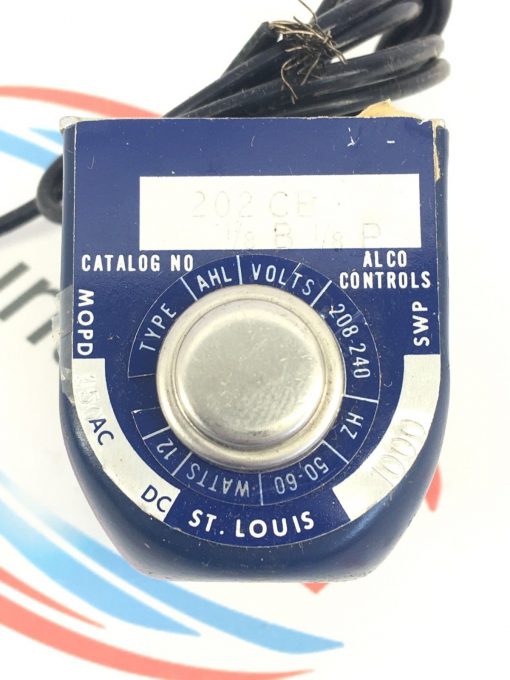 202 CB
1/8 B 1/8 P
CATALOG NO
ALCO
CONTROLS
TYPE AHL VOLTS 208-240 HZ 50-60 WATTS 12
MOPD
AC
DC
SWP
1000
ST. LOUIS